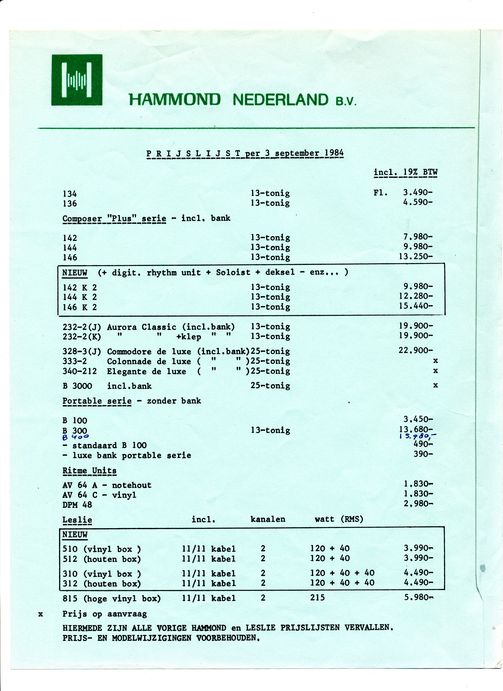 HAMMOND NEDERLAND B.V.
PRIJSLIJST per 3 september 1984
incl. 19% BTW
134 13-tonig Fl. 3.490-
136 13-tonig 4.590-
Composer "Plus" serie - incl. bank
142 13-tonig 7.980-
144 13-tonig 9.980-
146 13-tonig 13.250-
NIEUW (+ digit. rhythm unit + Soloist + deksel - enz... )
142 K 2 13-tonig 9.980-
144 K 2 13-tonig 12.280-
146 K 2 13-tonig 15.440-
232-2(J) Aurora Classic (incl.bank) 13-tonig 19.900-
232-2(K) " " +klep " " 13-tonig 19.900-
328-3(J) Commodore de luxe (incl.bank)25-tonig 22.900-
333-2 Colonnade de luxe ( " " )25-tonig x
340-212 Elegante de luxe ( " " )25-tonig x
B 3000 incl.bank 25-tonig x
Portable serie - zonder bank
B 100 3.450-
B 300 13-tonig 13.680-
B 400 15.980,-
- standaard B 100 490-
- luxe bank portable serie 390-
Ritme Units
AV 64 A - notehout 1.830-
AV 64 C - vinyl 1.830-
DPM 48 2.980-
Leslie incl. kanalen watt (RMS)
NIEUW
510 (vinyl box ) 11/11 kabel 2 120 + 40 3.990-
512 (houten box) 11/11 kabel 2 120 + 40 3.990-
310 (vinyl box ) 11/11 kabel 2 120 + 40 + 40 4.490-
312 (houten box) 11/11 kabel 2 120 + 40 + 40 4.490-
815 (hoge vinyl box) 11/11 kabel 2 215 5.980-
x Prijs op aanvraag
HIERMEDE ZIJN ALLE VORIGE HAMMOND en LESLIE PRIJSLIJSTEN VERVALLEN.
PRIJS- EN MODELWIJZIGINGEN VOORBEHOUDEN.